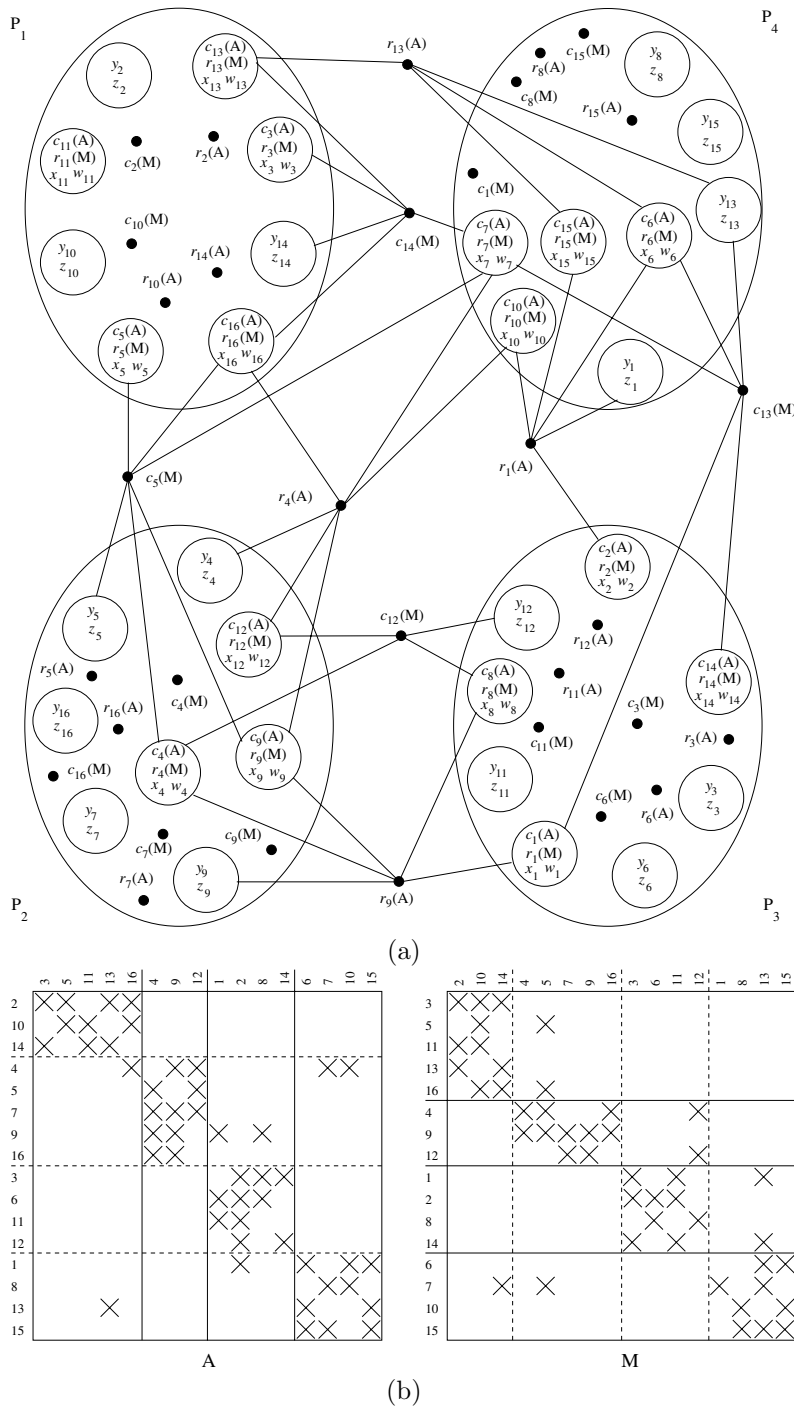 P1
P4
r13(A)
c13(A)
r13(M)
x13 w13
y2
z2
c15(M)
r8(A)
c8(M)
y8
z8
r15(A)
y15
z15
c11(A)
r11(M)
x11 w11
c2(M)
r2(A)
c3(A)
r3(M)
x3 w3
c1(M)
y13
z13
c10(M)
y10
z10
r14(A)
r10(A)
y14
z14
c14(M)
c7(A)
r7(M)
x7 w7
c15(A)
r15(M)
x15 w15
c6(A)
r6(M)
x6 w6
c5(A)
r5(M)
x5 w5
c16(A)
r16(M)
x16 w16
c10(A)
r10(M)
x10 w10
y1
z1
c13(M)
r1(A)
c5(M)
r4(A)
y4
z4
c2(A)
r2(M)
x2 w2
y5
z5
c12(A)
r12(M)
x12 w12
c12(M)
y12
z12
r12(A)
r5(A)
c4(M)
c8(A)
r8(M)
x8 w8
r11(A)
c14(A)
r14(M)
x14 w14
y16
z16
r16(A)
c3(M)
c11(M)
r3(A)
c16(M)
c4(A)
r4(M)
x4 w4
c9(A)
r9(M)
x9 w9
y11
z11
y7
z7
c7(M)
c9(M)
c6(M)
r6(A)
y3
z3
c1(A)
r1(M)
x1 w1
r7(A)
y9
z9
r9(A)
y6
z6
P2
P3
(a)
3 5 11 13 16 4 9 12 1 2 8 14 6 7 10 15
2
10
14
4
5
7
9
16
3
6
11
12
1
8
13
15
A
2 10 14 4 5 7 9 16 3 6 11 12 1 8 13 15
3
5
11
13
16
4
9
12
1
2
8
14
6
7
10
15
M
(b)